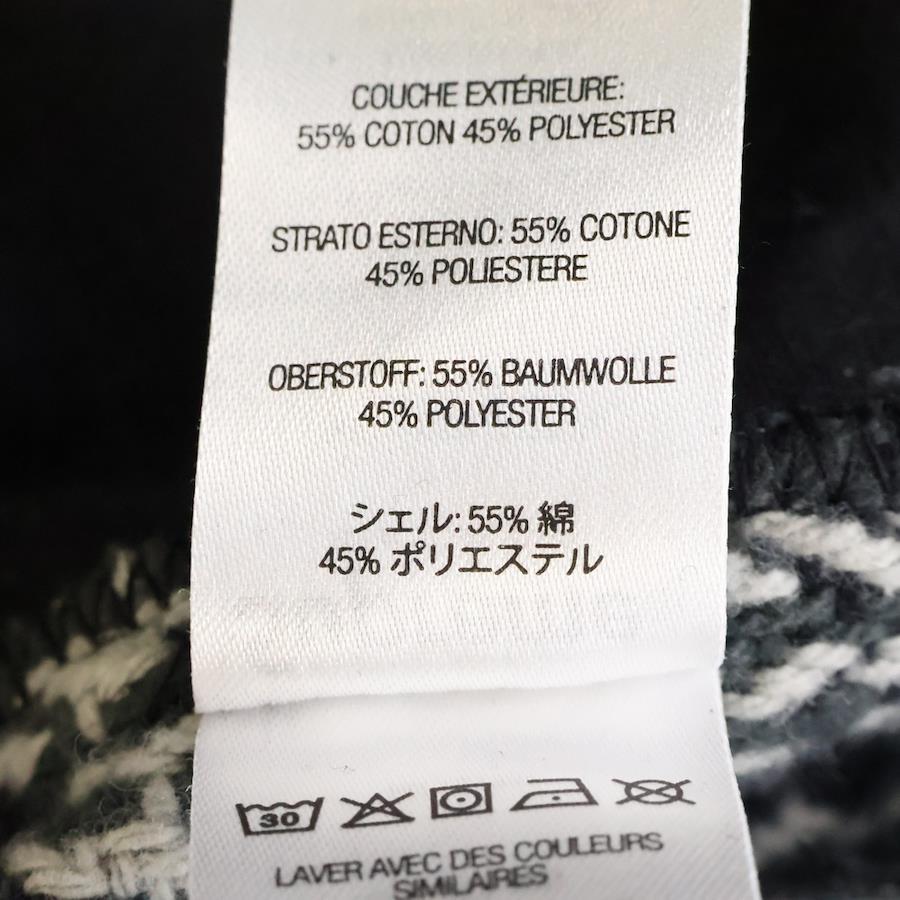 COUCHE EXTÉRIEURE:
55% COTON 45% POLYESTER
STRATO ESTERNO: 55% COTONE
45% POLIESTERE
OBERSTOFF: 55% BAUMWOLLE
45% POLYESTER
シェル: 55% 綿
45% ポリエステル
30
LAVER AVEC DES COULEURS
SIMILAIRES